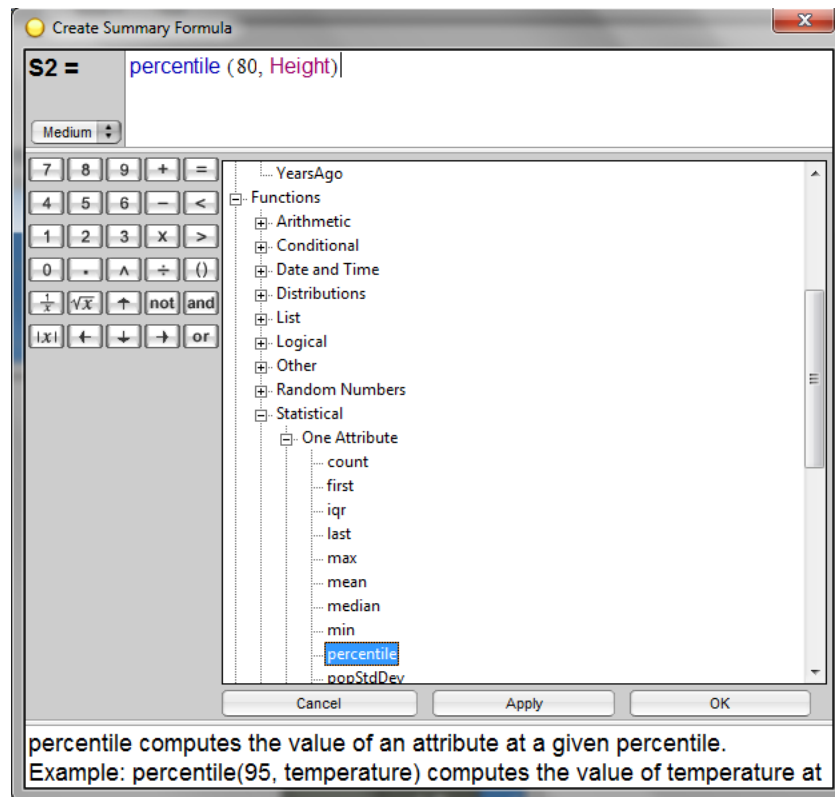 Create Summary Formula
x
S2 =
percentile (80, Height)
Medium
7 8 9 + =
4 5 6 − <
1 2 3 x >
0 . ∧ ÷ ()
1/x √x ↑ not and
|x| ← ↓ → or
YearsAgo
Functions
Arithmetic
Conditional
Date and Time
Distributions
List
Logical
Other
Random Numbers
Statistical
One Attribute
count
first
iqr
last
max
mean
median
min
percentile
popStdDev
Cancel Apply OK
percentile computes the value of an attribute at a given percentile.
Example: percentile(95, temperature) computes the value of temperature at